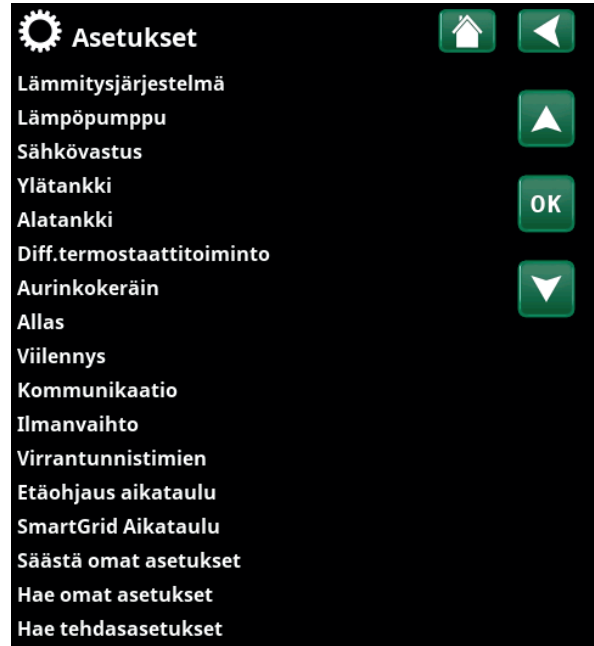 Asetukset
Lämmitysjärjestelmä
Lämpöpumppu
Sähkövastus
OK
Ylätankki
Alatankki
Diff.termostaattitoiminto
Aurinkokeräin
Allas
Viilennys
Kommunikaatio
Ilmanvaihto
Virrantunnistimien
Etäohjaus aikataulu
SmartGrid Aikataulu
Säästä omat asetukset
Hae omat asetukset
Hae tehdasasetukset